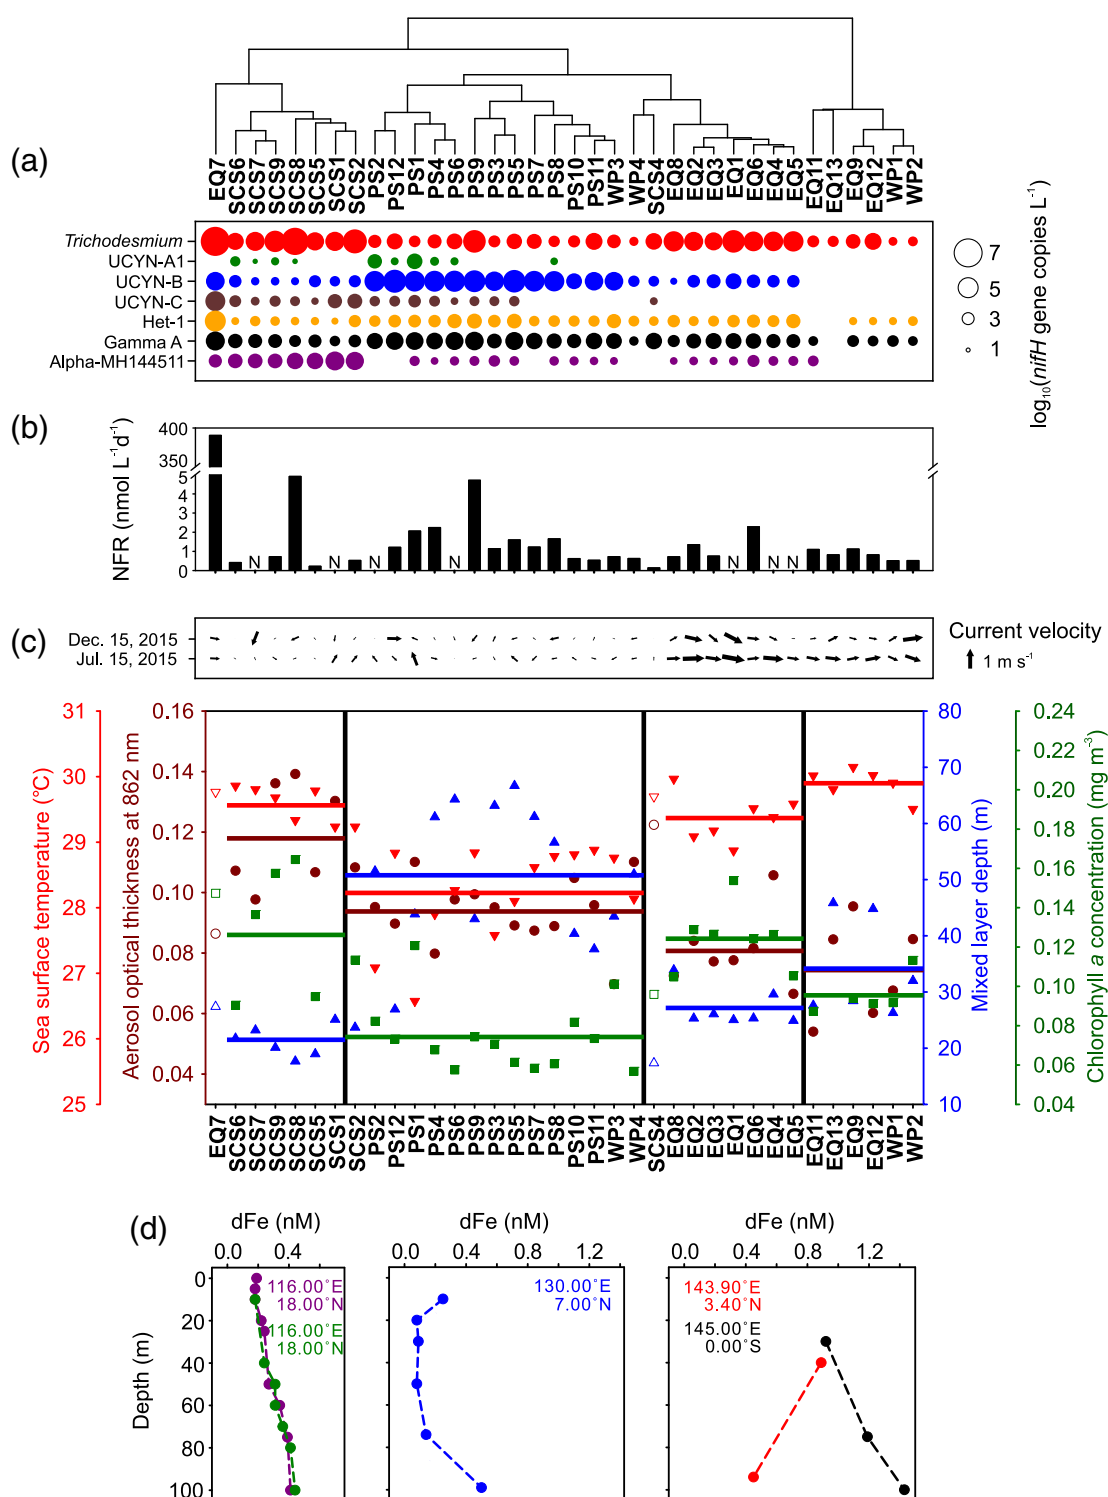 (a)
EQ7 SCS6 SCS7 SCS9 SCS8 SCS5 SCS1 SCS2 PS2 PS12 PS1 PS4 PS6 PS9 PS3 PS5 PS7 PS8 PS10 PS11 WP3 WP4 SCS4 EQ8 EQ2 EQ3 EQ1 EQ6 EQ4 EQ5 EQ11 EQ13 EQ9 EQ12 WP1 WP2
Trichodesmium
UCYN-A1
UCYN-B
UCYN-C
Het-1
Gamma A
Alpha-MH144511
7
5
3
1
log₁₀(nifH gene copies L⁻¹)
(b)
NFR (nmol L⁻¹d⁻¹)
400
350
5
4
3
2
1
0
N N N N N N N
(c)
Dec. 15, 2015
Jul. 15, 2015
Current velocity
1 m s⁻¹
Sea surface temperature (°C)
31
30
29
28
27
26
25
Aerosol optical thickness at 862 nm
0.16
0.14
0.12
0.10
0.08
0.06
0.04
80
70
60
50
40
30
20
10
Mixed layer depth (m)
0.24
0.22
0.20
0.18
0.16
0.14
0.12
0.10
0.08
0.06
0.04
Chlorophyll a concentration (mg m⁻³)
EQ7 SCS6 SCS7 SCS9 SCS8 SCS5 SCS1 SCS2 PS2 PS12 PS1 PS4 PS6 PS9 PS3 PS5 PS7 PS8 PS10 PS11 WP3 WP4 SCS4 EQ8 EQ2 EQ3 EQ1 EQ6 EQ4 EQ5 EQ11 EQ13 EQ9 EQ12 WP1 WP2
(d)
dFe (nM)
0.0 0.4
Depth (m)
0
20
40
60
80
100
116.00°E
18.00°N
116.00°E
18.00°N
dFe (nM)
0.0 0.4 0.8 1.2
130.00°E
7.00°N
dFe (nM)
0.0 0.4 0.8 1.2
143.90°E
3.40°N
145.00°E
0.00°S